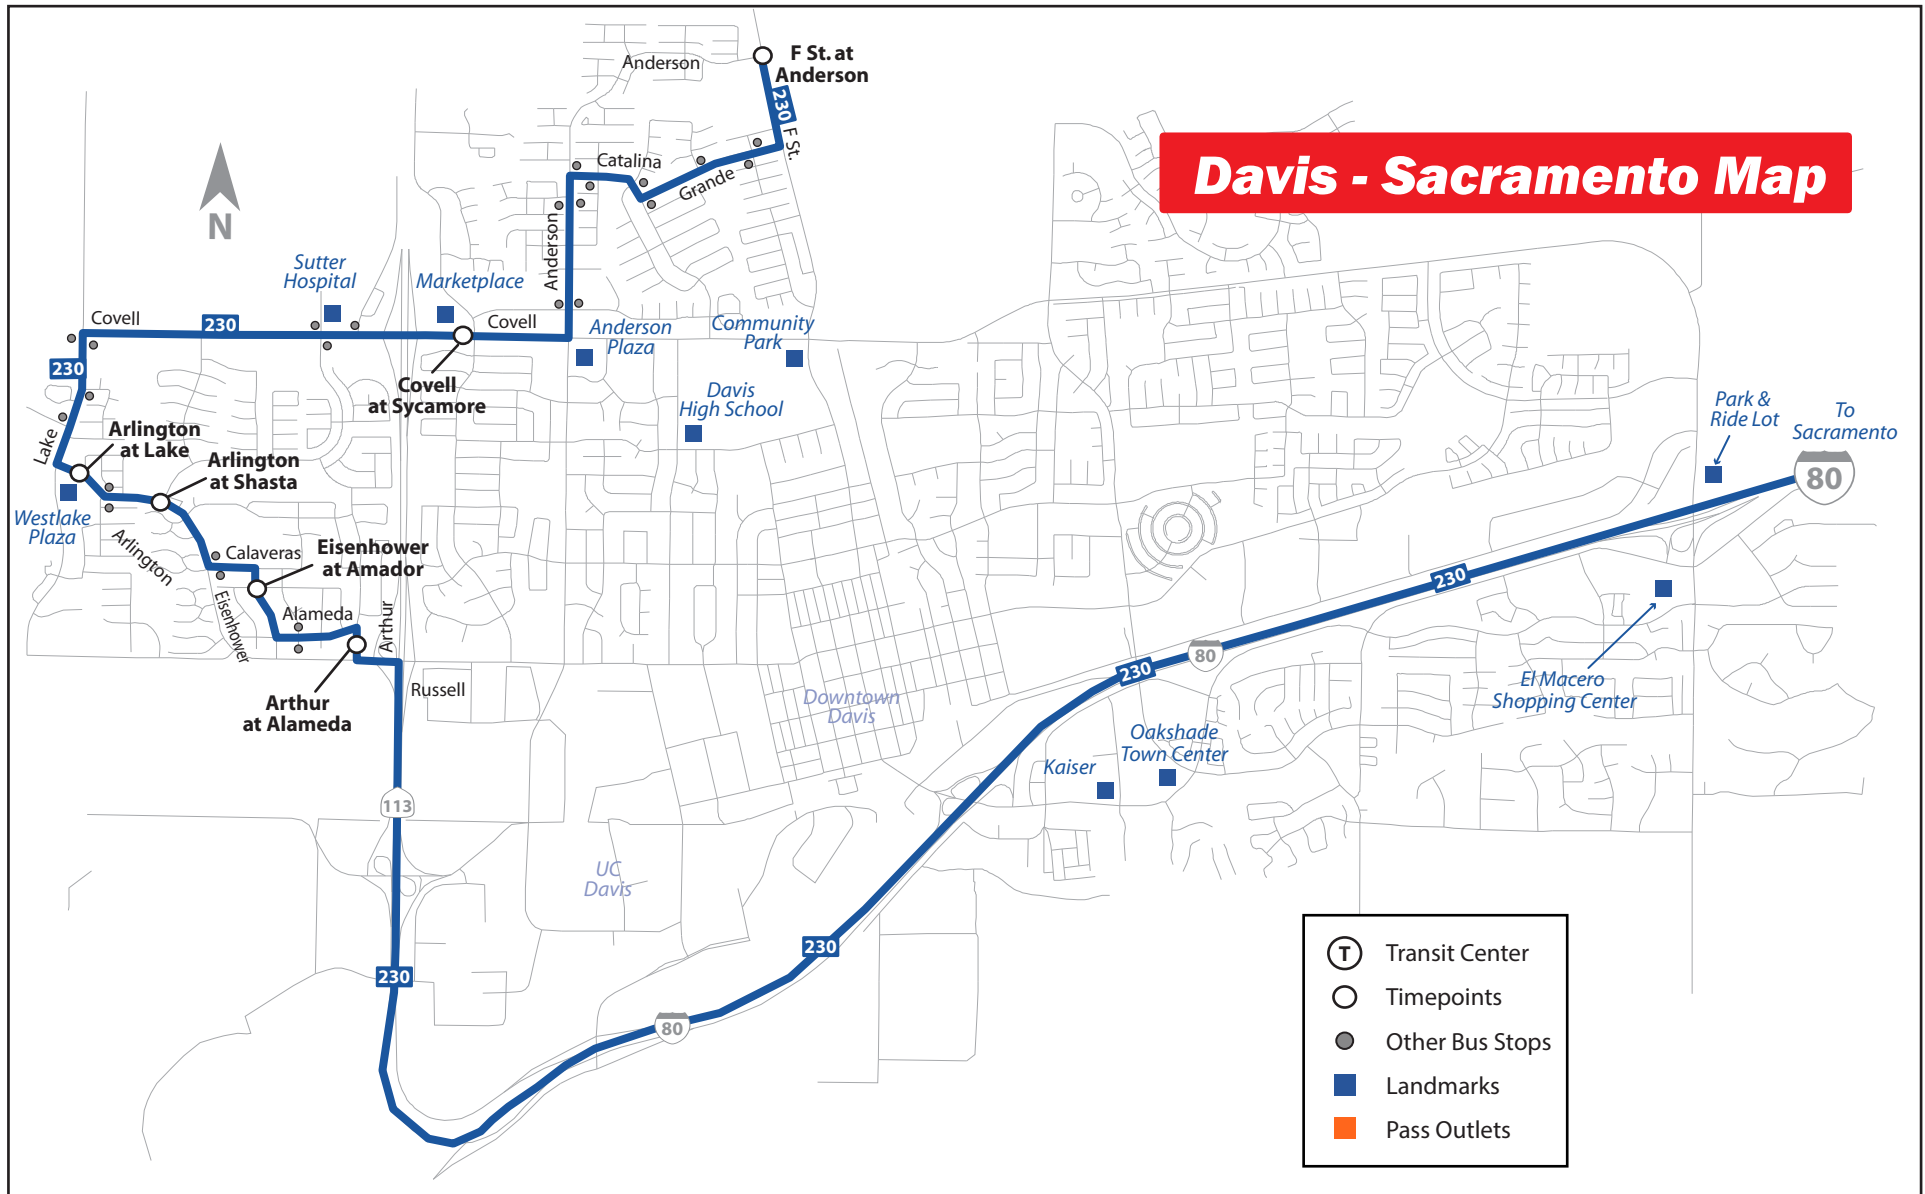 Anderson
F St. at
Anderson
230
F St.
Catalina
Grande
Davis - Sacramento Map
N
Anderson
Sutter
Hospital
Marketplace
Covell
230
Covell
Anderson
Plaza
Community
Park
230
Covell
at Sycamore
Davis
High School
Park &
Ride Lot
To
Sacramento
80
Lake
Arlington
at Lake
Arlington
at Shasta
Westlake
Plaza
Arlington
Calaveras
Eisenhower
at Amador
Eisenhower
Alameda
Arthur
230
80
230
Russell
Arthur
at Alameda
Downtown
Davis
El Macero
Shopping Center
Oakshade
Town Center
Kaiser
113
UC
Davis
230
230
80
T Transit Center
Timepoints
Other Bus Stops
Landmarks
Pass Outlets